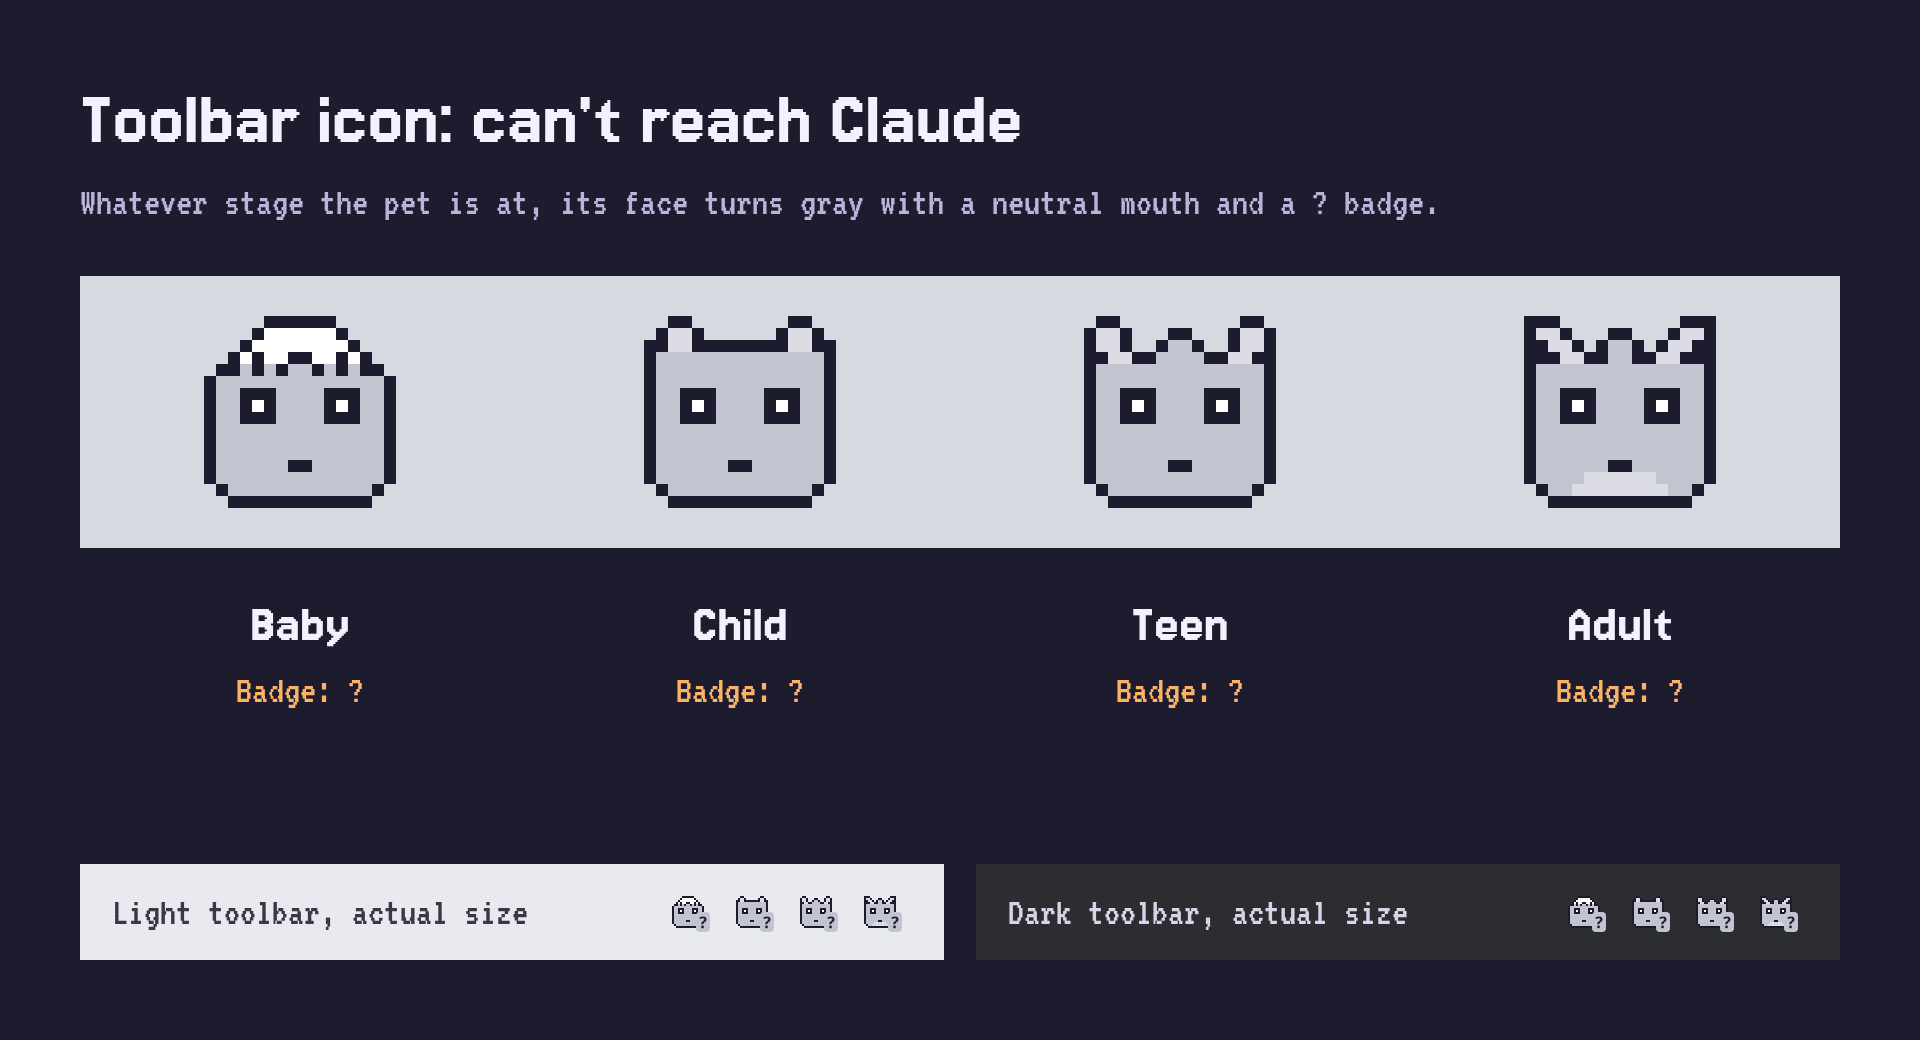 Toolbar icon: can't reach Claude
Whatever stage the pet is at, its face turns gray with a neutral mouth and a ? badge.
Baby
Child
Teen
Adult
Badge: ?
Badge: ?
Badge: ?
Badge: ?
Light toolbar, actual size
? ? ? ?
Dark toolbar, actual size
? ? ? ?